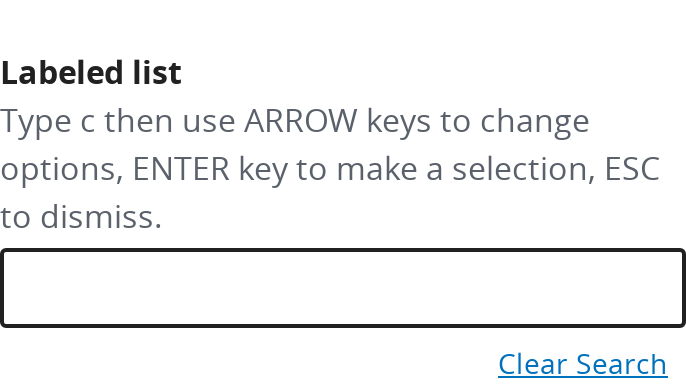 Labeled list
Type c then use ARROW keys to change
options, ENTER key to make a selection, ESC
to dismiss.
Clear Search